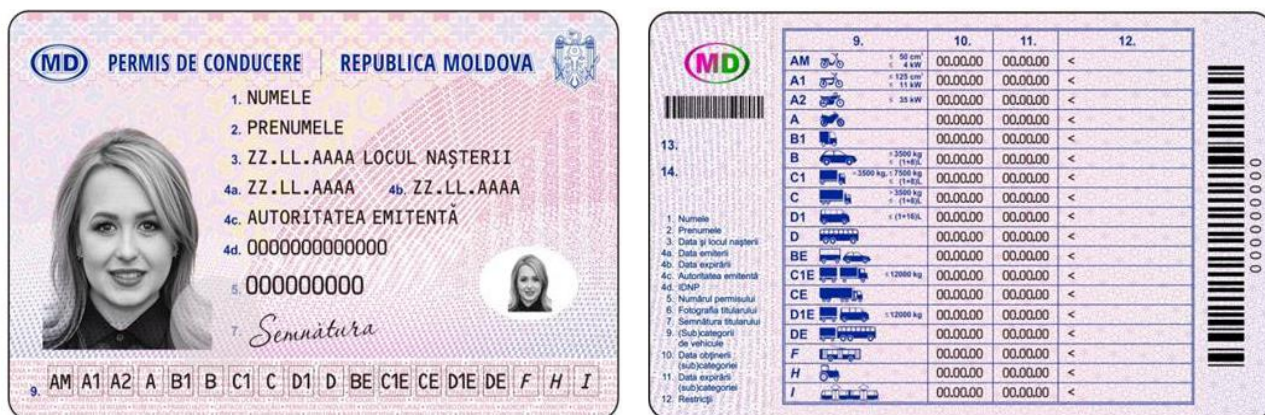 MD PERMIS DE CONDUCERE REPUBLICA MOLDOVA
1. NUMELE
2. PRENUMELE
3. ZZ.LL.AAAA LOCUL NAȘTERII
4a. ZZ.LL.AAAA 4b. ZZ.LL.AAAA
4c. AUTORITATEA EMITENTĂ
4d. 0000000000000
5. 000000000
7. Semnătura
9. AM A1 A2 A B1 B C1 C D1 D BE C1E CE D1E DE F H I
MD
13.
14.
1. Numele
2. Prenumele
3. Data și locul nașterii
4a. Data emiterii
4b. Data expirării
4c. Autoritatea emitentă
4d. IDNP
5. Numărul permisului
6. Fotografia titularului
7. Semnătura titularului
9. (Sub)categorii
de vehicule
10. Data obținerii
(sub)categoriei
11. Data expirării
(sub)categoriei
12. Restricții
9. 10. 11. 12.
AM ≤ 50 cm³ ≤ 4 kW 00.00.00 00.00.00 <
A1 ≤ 125 cm³ ≤ 11 kW 00.00.00 00.00.00 <
A2 ≤ 35 kW 00.00.00 00.00.00 <
A 00.00.00 00.00.00 <
B1 00.00.00 00.00.00 <
B ≤3500 kg ≤ (1+8)L 00.00.00 00.00.00 <
C1 >3500 kg, ≤7500 kg ≤ (1+8)L 00.00.00 00.00.00 <
C >3500 kg ≤ (1+8)L 00.00.00 00.00.00 <
D1 ≤ (1+16)L 00.00.00 00.00.00 <
D 00.00.00 00.00.00 <
BE 00.00.00 00.00.00 <
C1E ≤12000 kg 00.00.00 00.00.00 <
CE 00.00.00 00.00.00 <
D1E ≤12000 kg 00.00.00 00.00.00 <
DE 00.00.00 00.00.00 <
F 00.00.00 00.00.00 <
H 00.00.00 00.00.00 <
I 00.00.00 00.00.00 <
000000000